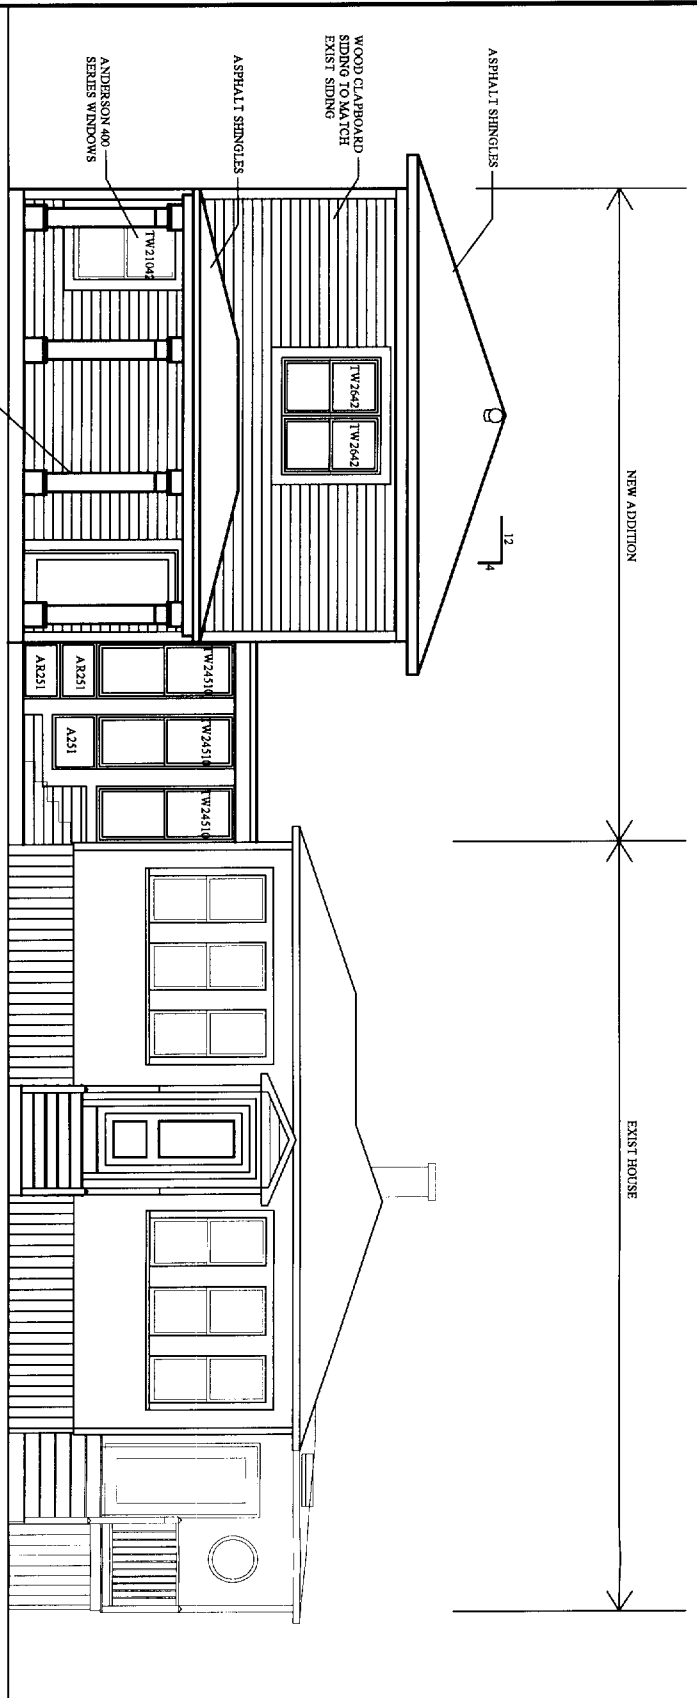 NEW ADDITION
EXIST HOUSE
ASPHALT SHINGLES
12
4
WOOD CLAPBOARD
SIDING TO MATCH
EXIST SIDING
TW2642
TW2642
ASPHALT SHINGLES
ANDERSON 400
SERIES WINDOWS
TW21042
TW24510
TW24510
TW24510
AR251
AR251
A251